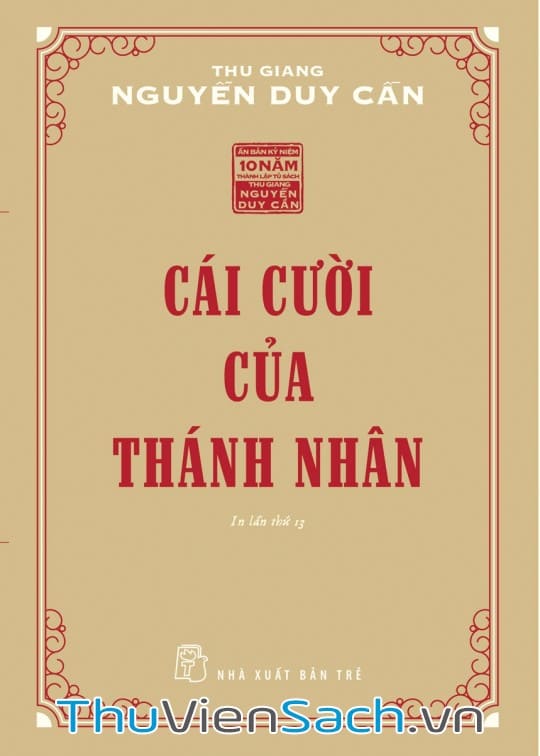 THU GIANG
NGUYỄN DUY CẦN
ẤN BẢN KỶ NIỆM
10 NĂM
THÀNH LẬP TỦ SÁCH
THU GIANG
NGUYỄN
DUY CẦN
CÁI CƯỜI
CỦA
THÁNH NHÂN
In lần thứ 13
NHÀ XUẤT BẢN TRẺ
ThuVienSach.vn